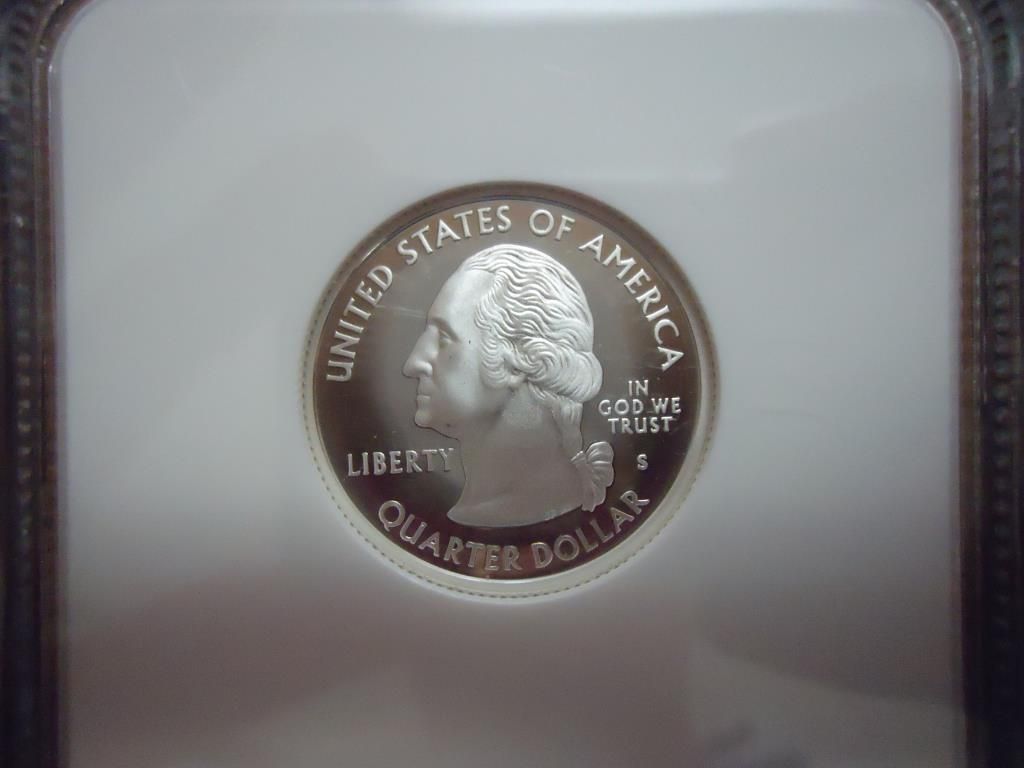 UNITED STATES OF AMERICA
IN
GOD WE
TRUST
LIBERTY
S
QUARTER DOLLAR